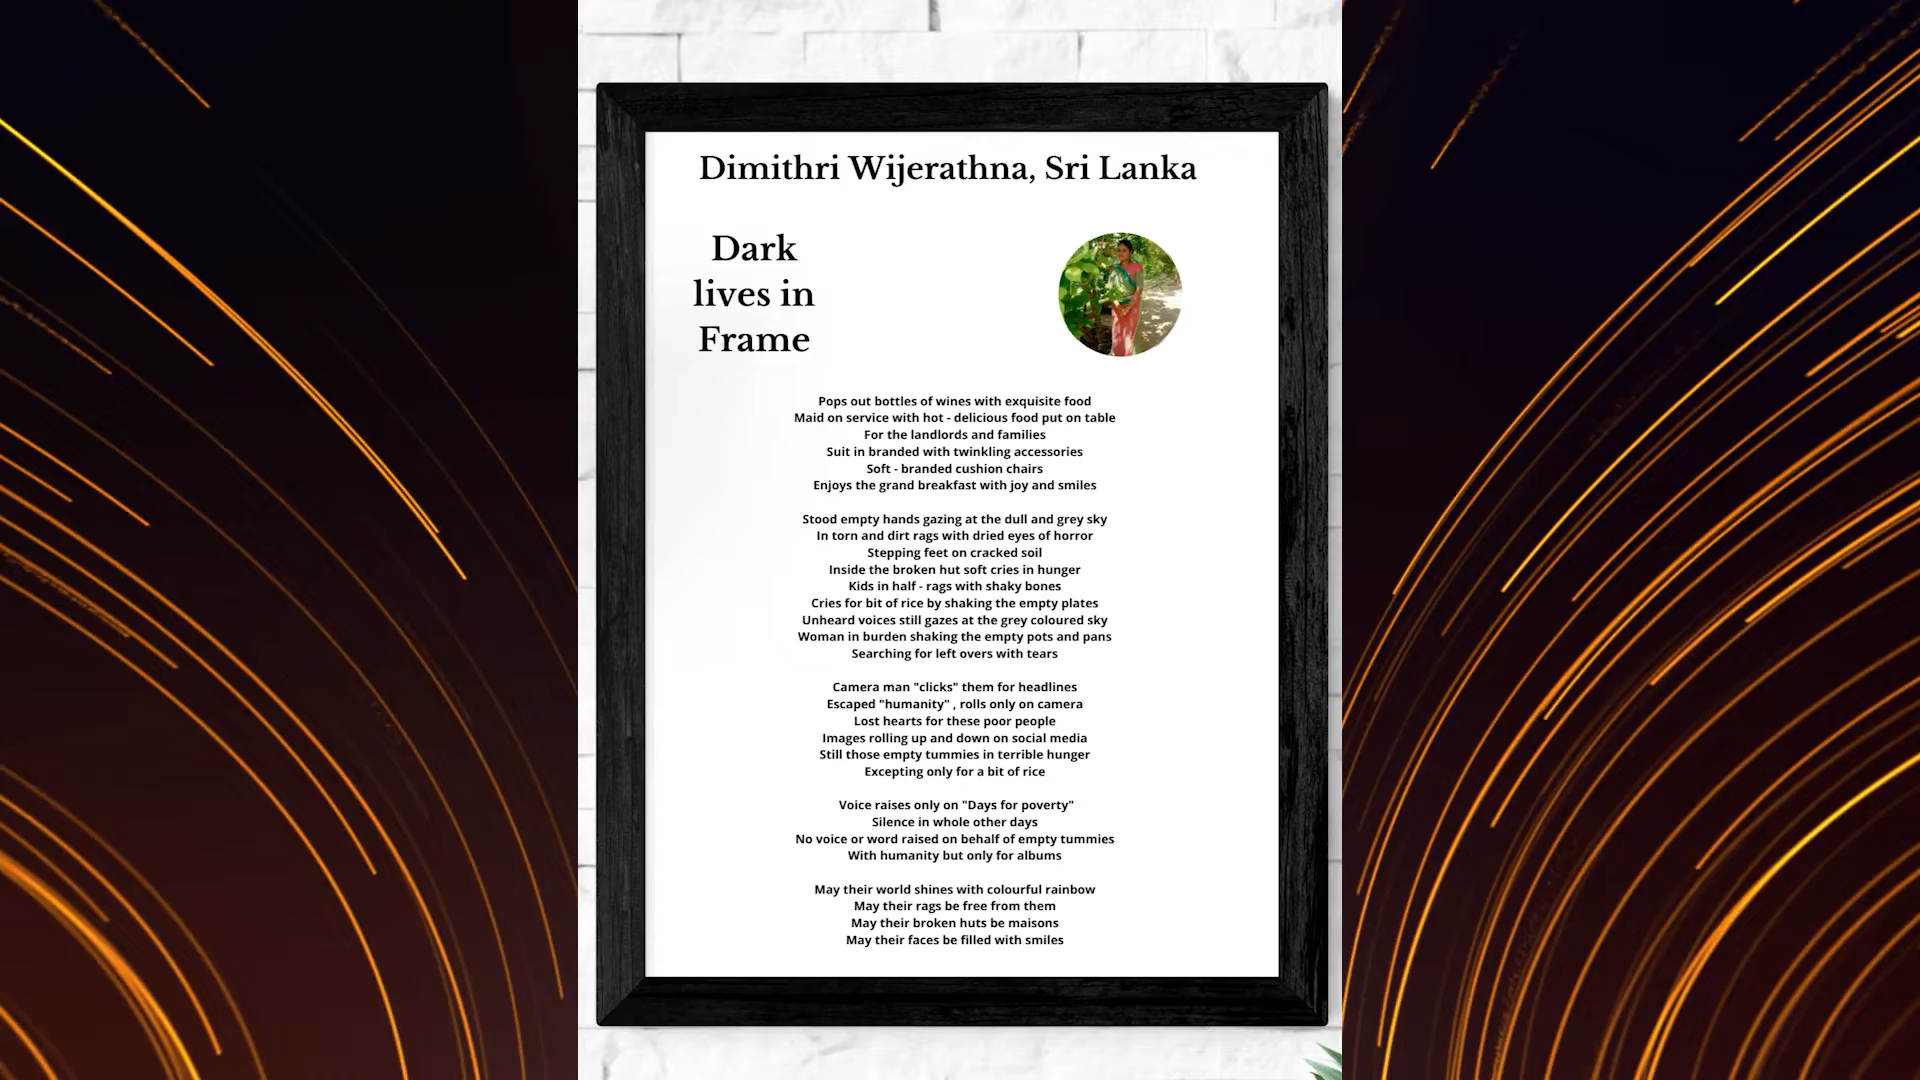 Dimithri Wijerathna, Sri Lanka
Dark
lives in
Frame
Pops out bottles of wines with exquisite food
Maid on service with hot - delicious food put on table
For the landlords and families
Suit in branded with twinkling accessories
Soft - branded cushion chairs
Enjoys the grand breakfast with joy and smiles
Stood empty hands gazing at the dull and grey sky
In torn and dirt rags with dried eyes of horror
Stepping feet on cracked soil
Inside the broken hut soft cries in hunger
Kids in half - rags with shaky bones
Cries for bit of rice by shaking the empty plates
Unheard voices still gazes at the grey coloured sky
Woman in burden shaking the empty pots and pans
Searching for left overs with tears
Camera man "clicks" them for headlines
Escaped "humanity" , rolls only on camera
Lost hearts for these poor people
Images rolling up and down on social media
Still those empty tummies in terrible hunger
Excepting only for a bit of rice
Voice raises only on "Days for poverty"
Silence in whole other days
No voice or word raised on behalf of empty tummies
With humanity but only for albums
May their world shines with colourful rainbow
May their rags be free from them
May their broken huts be maisons
May their faces be filled with smiles